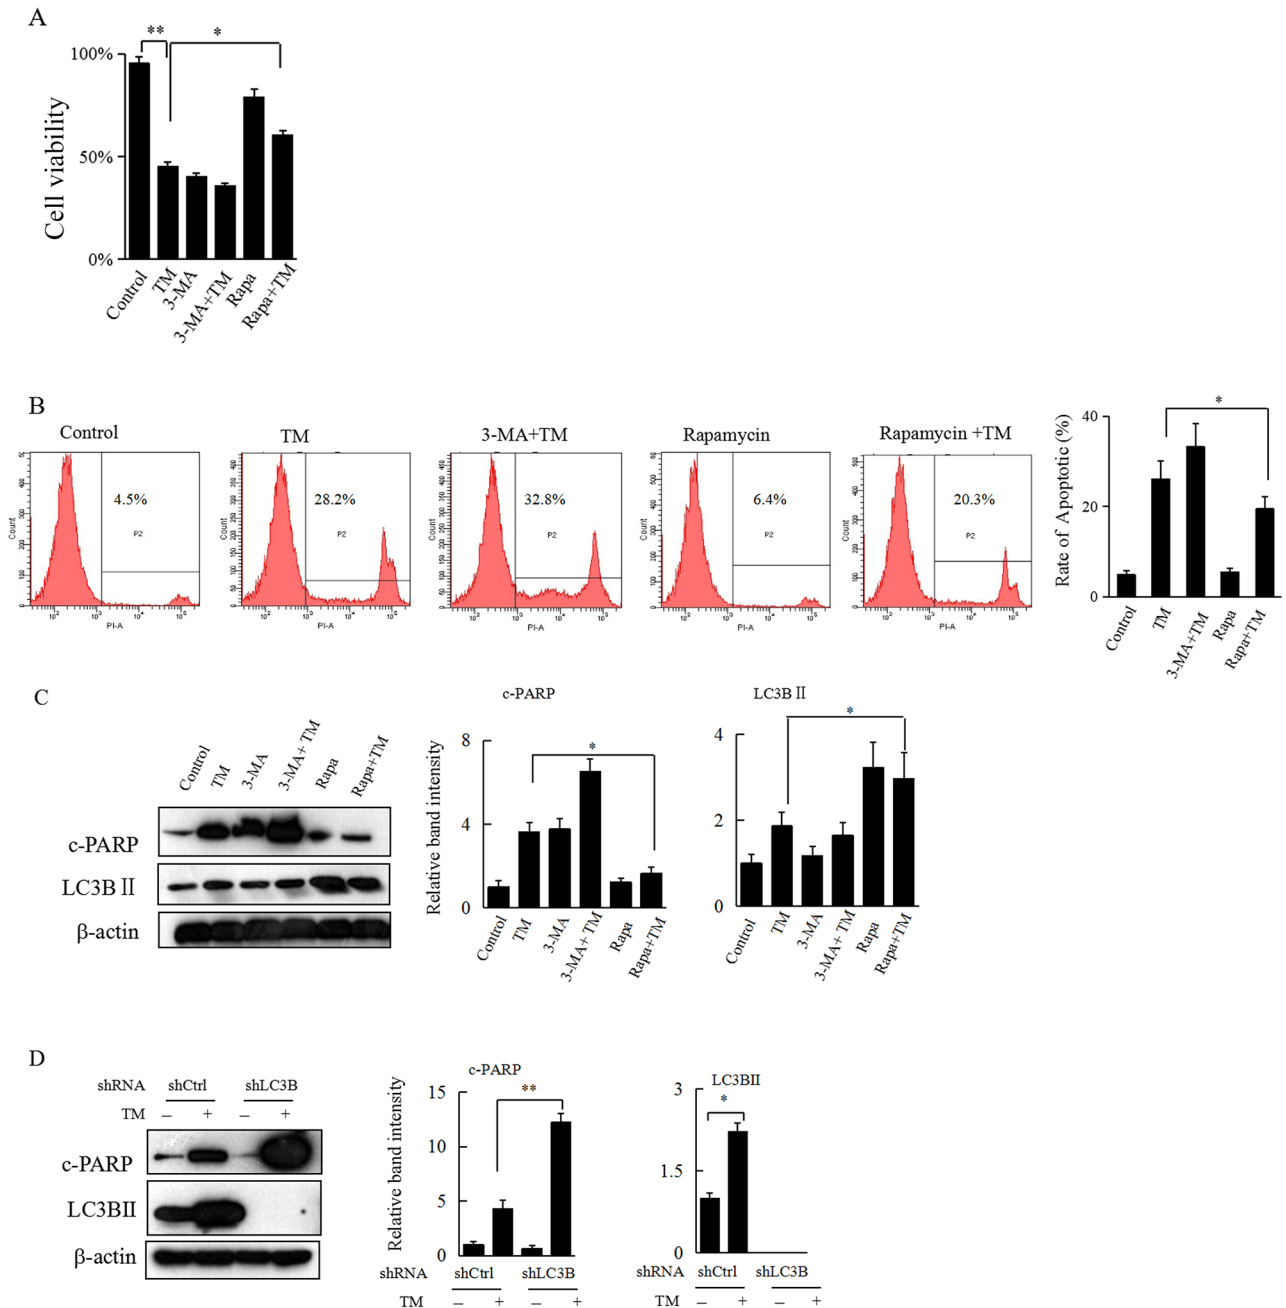 A
** *
100%
50%
0%
Cell viability
Control TM 3-MA 3-MA+TM Rapa Rapa+TM
B
Control TM 3-MA+TM Rapamycin Rapamycin +TM
4.5% 28.2% 32.8% 6.4% 20.3%
P2 P2 P2 P2 P2
Count Count Count Count Count
PI-A PI-A PI-A PI-A PI-A
*
40
20
0
Rate of Apoptotic (%)
Control TM 3-MA+TM Rapa Rapa+TM
C
Control TM 3-MA 3-MA+TM Rapa Rapa+TM
c-PARP
LC3B II
β-actin
c-PARP
*
8
4
0
Relative band intensity
Control TM 3-MA 3-MA+TM Rapa Rapa+TM
LC3B II
*
4
2
0
Control TM 3-MA 3-MA+TM Rapa Rapa+TM
D
shRNA shCtrl shLC3B
TM – + – +
c-PARP
LC3BII
β-actin
c-PARP
**
15
10
5
0
Relative band intensity
shRNA shCtrl shLC3B
TM – + – +
LC3BII
*
3
1.5
0
shRNA shCtrl shLC3B
TM – + – +